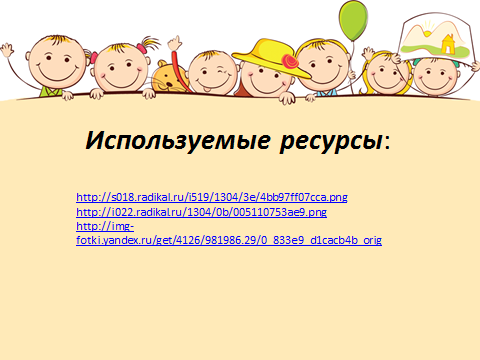 Используемые ресурсы:
http://s018.radikal.ru/i519/1304/3e/4bb97ff07cca.png
http://i022.radikal.ru/1304/0b/005110753ae9.png
http://img-
fotki.yandex.ru/get/4126/981986.29/0_833e9_d1cacb4b_orig